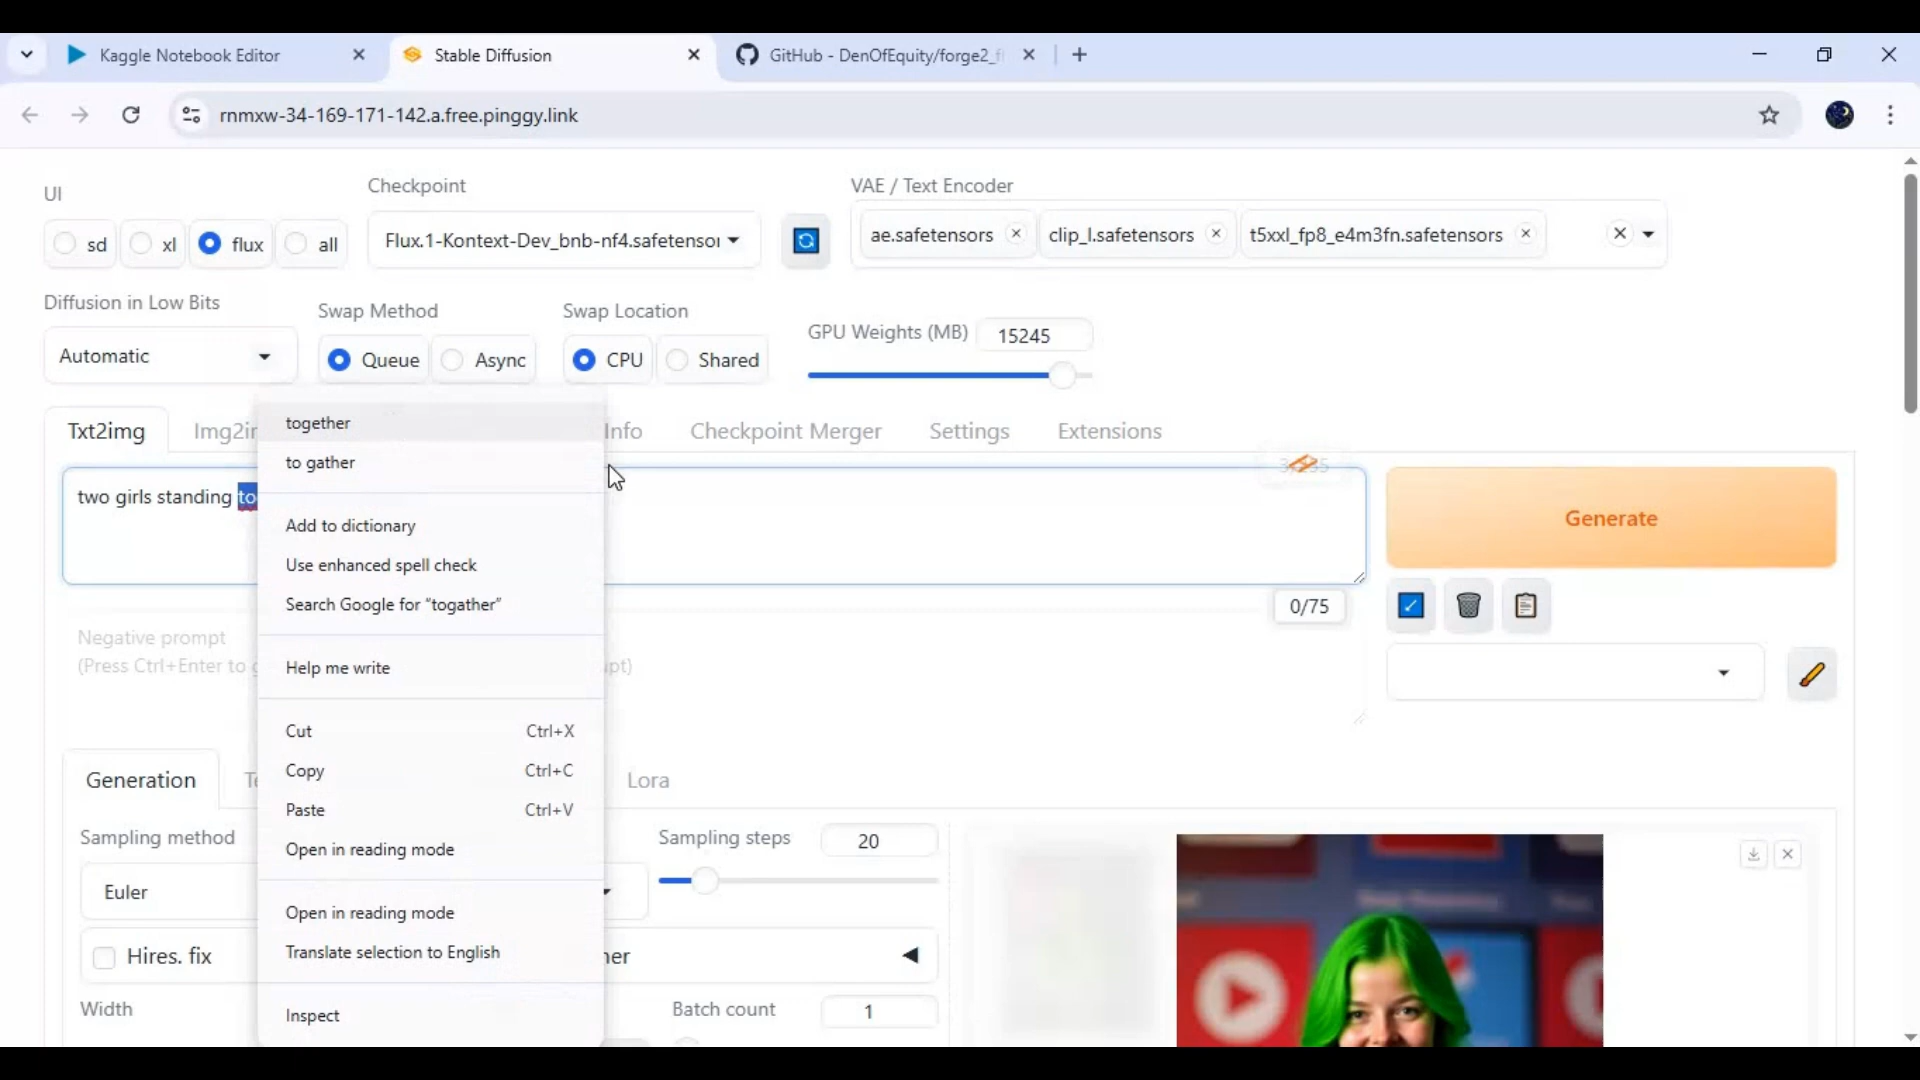 Kaggle Notebook Editor
Stable Diffusion
GitHub - DenOfEquity/forge2_f
rnmxw-34-169-171-142.a.free.pinggy.link
UI
Checkpoint
VAE / Text Encoder
sd
xl
flux
all
Flux.1-Kontext-Dev_bnb-nf4.safetensor
ae.safetensors
clip_l.safetensors
t5xxl_fp8_e4m3fn.safetensors
Diffusion in Low Bits
Swap Method
Swap Location
GPU Weights (MB)
15245
Automatic
Queue
Async
CPU
Shared
Txt2img
Img2i
Info
Checkpoint Merger
Settings
Extensions
two girls standing to
Generate
0/75
Negative prompt
(Press Ctrl+Enter to
together
to gather
Add to dictionary
Use enhanced spell check
Search Google for “togather”
Help me write
Cut Ctrl+X
Copy Ctrl+C
Paste Ctrl+V
Open in reading mode
Open in reading mode
Translate selection to English
Inspect
Generation
Lora
Sampling method
Sampling steps
20
Euler
Hires. fix
Width
Batch count
1